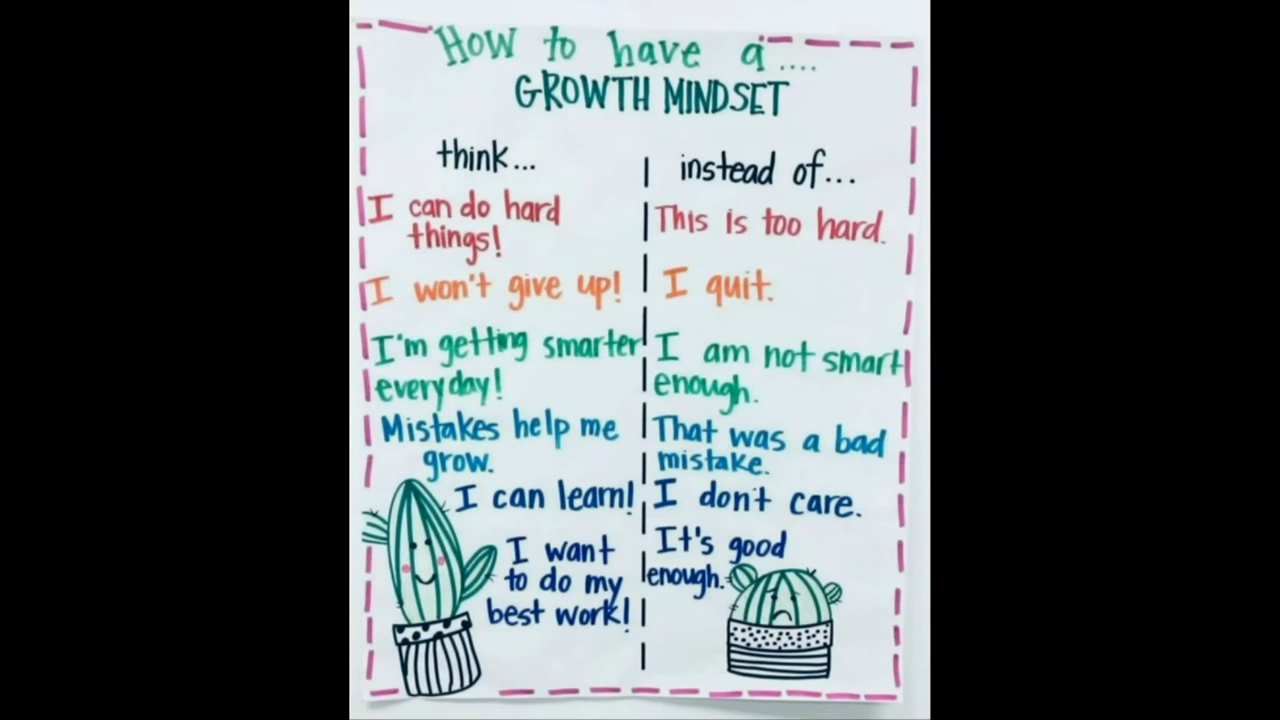 How to have a....
GROWTH MINDSET
think...
I can do hard
things!
I won't give up!
I'm getting smarter
everyday!
Mistakes help me
grow.
I can learn!
I want
to do my
best work!
instead of...
This is too hard.
I quit.
I am not smart
enough.
That was a bad
mistake.
I don't care.
It's good
enough.